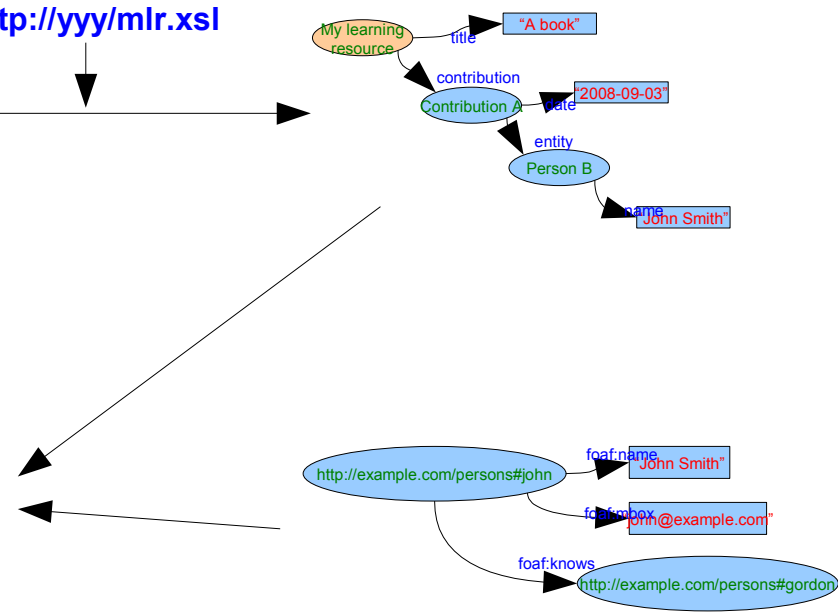 tp://yyy/mlr.xsl
My learning
resource
title
“A book”
contribution
Contribution A
date
“2008-09-03”
entity
Person B
name
“John Smith”
http://example.com/persons#john
foaf:name
“John Smith”
foaf:mbox
“john@example.com”
foaf:knows
http://example.com/persons#gordon